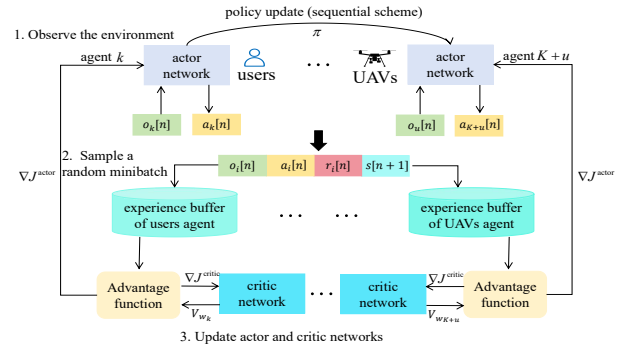 policy update (sequential scheme)
π
1. Observe the environment
agent k
agent K + u
actor
network
users
...
UAVs
actor
network
o_k[n]
a_k[n]
o_u[n]
a_{K+u}[n]
2. Sample a
random minibatch
o_i[n] a_i[n] r_i[n] s[n + 1]
∇J^actor
∇J^actor
experience buffer
of users agent
... ...
experience buffer
of UAVs agent
Advantage
function
∇J^critic
V_{w_k}
critic
network
...
critic
network
∇J^critic
V_{w_{K+u}}
Advantage
function
3. Update actor and critic networks